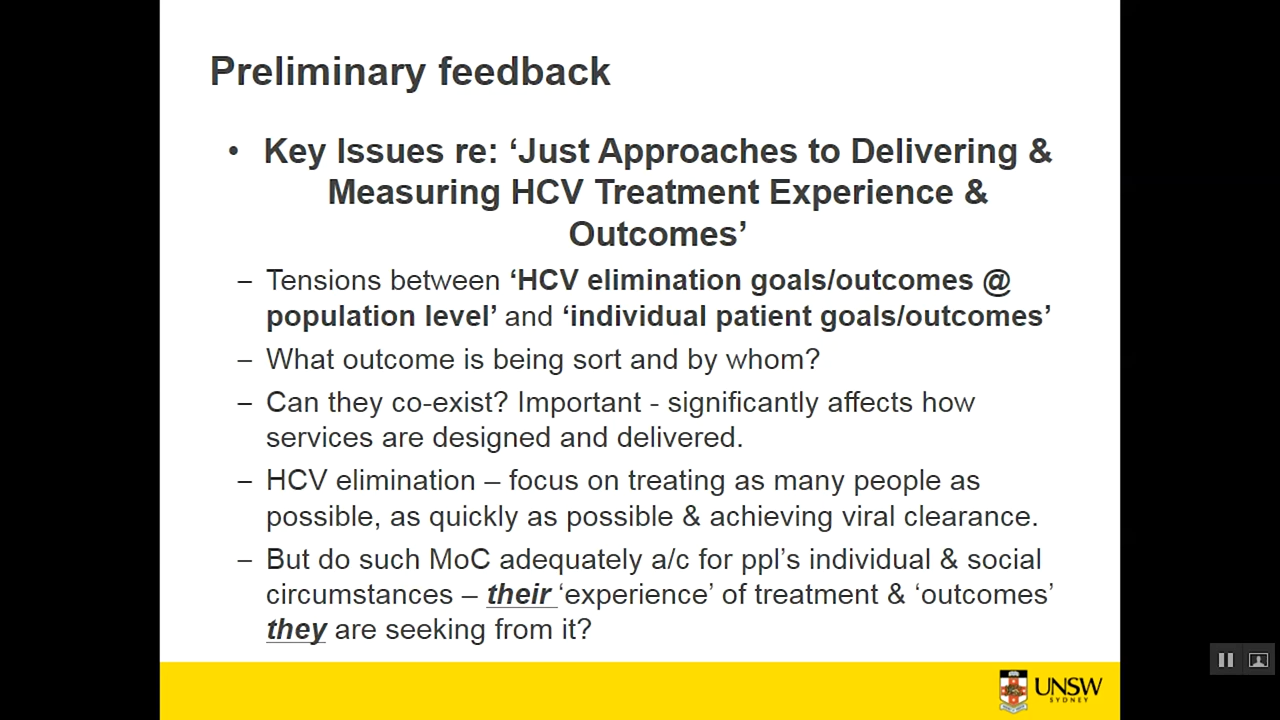 Preliminary feedback
• Key Issues re: ‘Just Approaches to Delivering &
Measuring HCV Treatment Experience &
Outcomes’
– Tensions between ‘HCV elimination goals/outcomes @
population level’ and ‘individual patient goals/outcomes’
– What outcome is being sort and by whom?
– Can they co-exist? Important - significantly affects how
services are designed and delivered.
– HCV elimination – focus on treating as many people as
possible, as quickly as possible & achieving viral clearance.
– But do such MoC adequately a/c for ppl’s individual & social
circumstances – their ‘experience’ of treatment & ‘outcomes’
they are seeking from it?
UNSW
SYDNEY